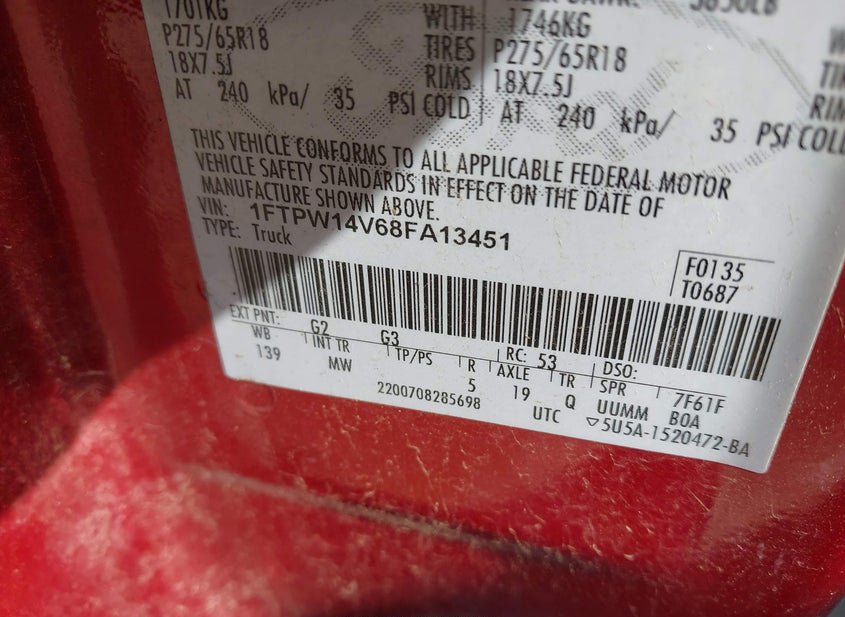 1701KG WITH 1746KG
P275/65R18 TIRES P275/65R18
18X7.5J RIMS 18X7.5J
AT 240 kPa/ 35 PSI COLD AT 240 kPa/ 35 PSI COLD
THIS VEHICLE CONFORMS TO ALL APPLICABLE FEDERAL MOTOR
VEHICLE SAFETY STANDARDS IN EFFECT ON THE DATE OF
MANUFACTURE SHOWN ABOVE.
VIN: 1FTPW14V68FA13451
TYPE: Truck
F0135
T0687
EXT PNT: G2 G3 RC: 53 DSO:
WB INT TR TP/PS R AXLE TR SPR 7F61F
139 MW 5 19 Q UUMM B0A
2200708285698 UTC ▽5U5A-1520472-BA